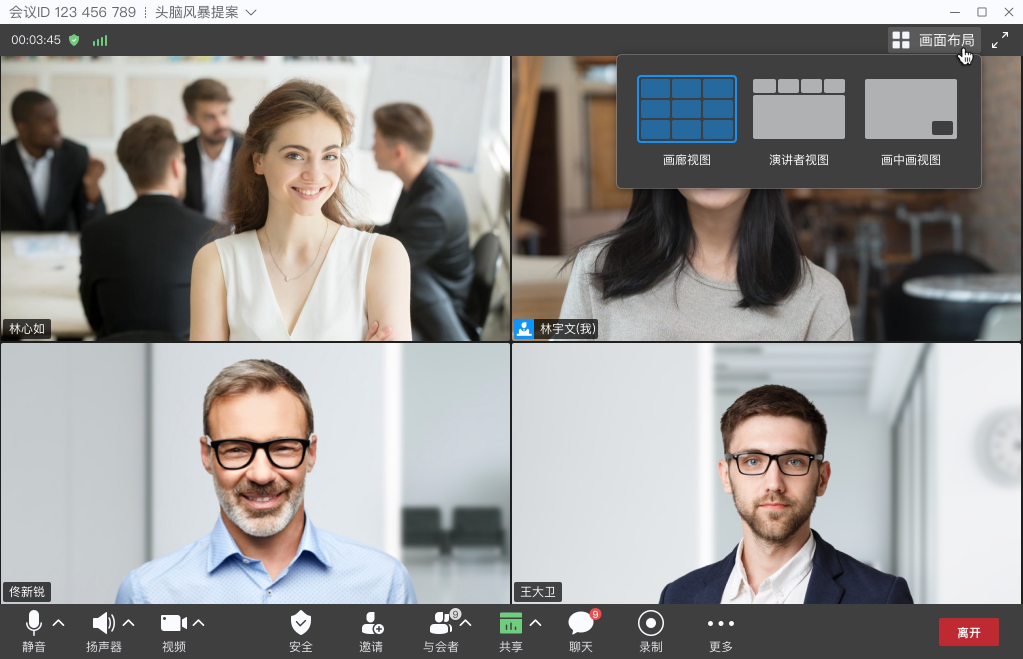 会议ID 123 456 789 ┆ 头脑风暴提案
00:03:45
画面布局
画廊视图 演讲者视图 画中画视图
林心如
林宇文(我)
佟新锐
王大卫
9
9
静音 扬声器 视频 安全 邀请 与会者 共享 聊天 录制 更多
离开